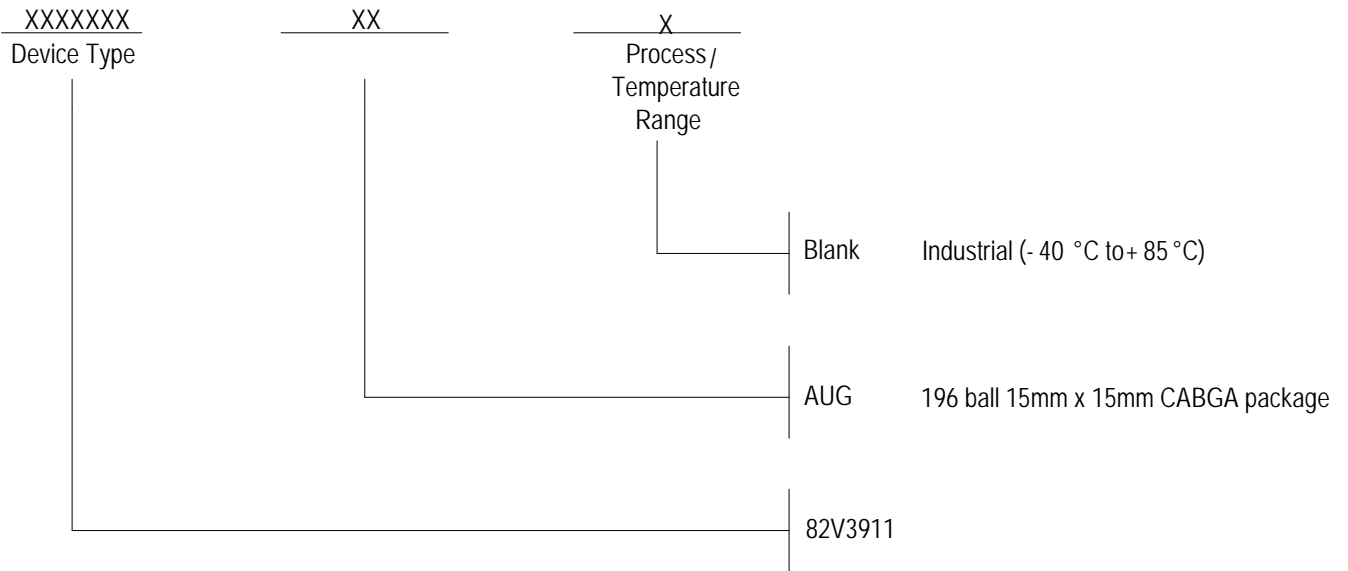 XXXXXXX XX X
Device Type
Process/
Temperature
Range
Blank Industrial (- 40 °C to+ 85 °C)
AUG 196 ball 15mm x 15mm CABGA package
82V3911